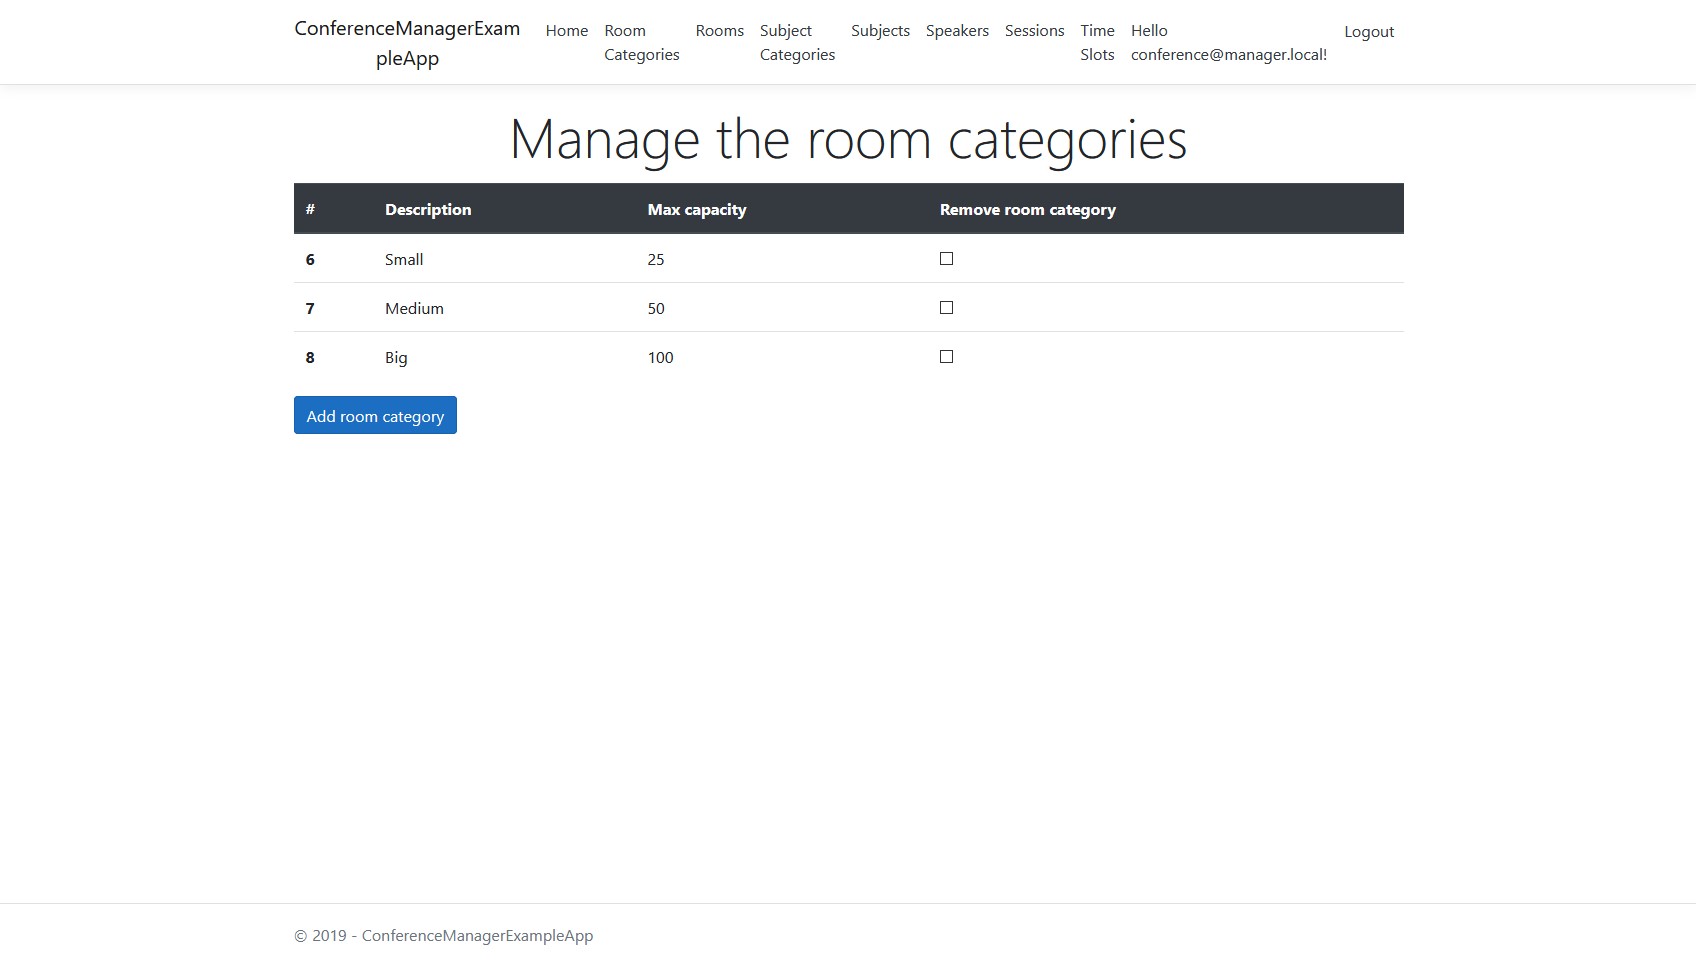 ConferenceManagerExam
pleApp
Home
Room
Categories
Rooms
Subject
Categories
Subjects
Speakers
Sessions
Time
Slots
Hello
conference@manager.local!
Logout
Manage the room categories
# Description Max capacity Remove room category
6 Small 25
7 Medium 50
8 Big 100
Add room category
© 2019 - ConferenceManagerExampleApp